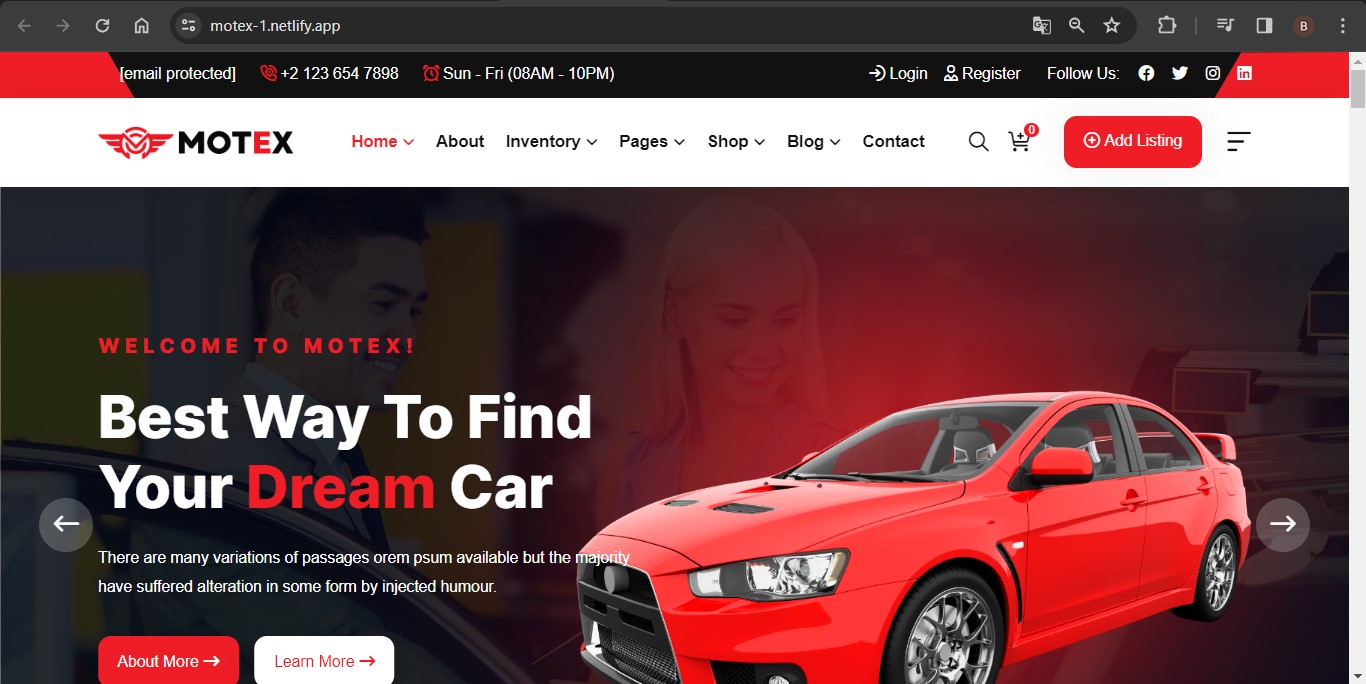 motex-1.netlify.app
B
[email protected]
+2 123 654 7898
Sun - Fri (08AM - 10PM)
Login
Register
Follow Us:
MOTEX
Home
About
Inventory
Pages
Shop
Blog
Contact
0
Add Listing
WELCOME TO MOTEX!
Best Way To Find
Your Dream Car
There are many variations of passages orem psum available but the majority
have suffered alteration in some form by injected humour.
About More
Learn More